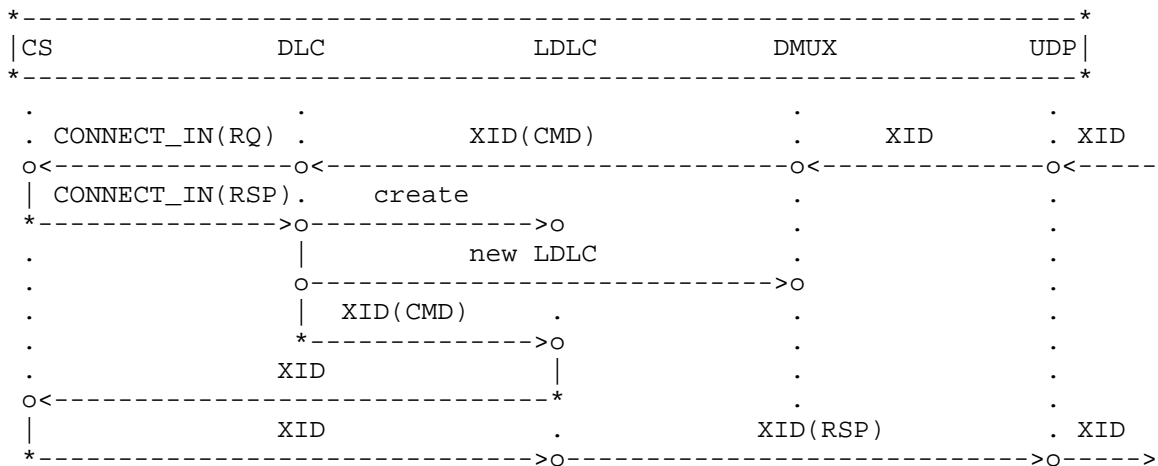 *------------------------------------------------------------------*
|CS DLC LDLC DMUX UDP|
*------------------------------------------------------------------*
. . . .
. CONNECT_IN(RQ) . XID(CMD) . XID . XID
o<---------------o<-----------------------------o<--------------o<-----
| CONNECT_IN(RSP). create . .
*--------------->o-------------->o . .
. | new LDLC . .
. o----------------------------->o .
. | XID(CMD) . . .
. *-------------->o . .
. XID | . .
o<-------------------------------* . .
| XID . XID(RSP) . XID
*------------------------------->o----------------------------->o----->